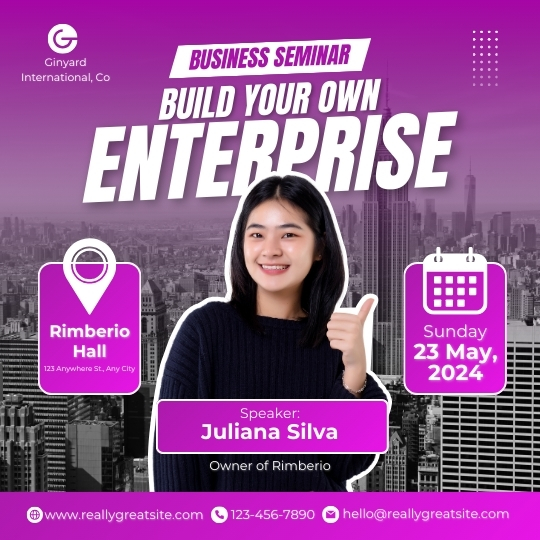 Ginyard
International, Co
BUSINESS SEMINAR
BUILD YOUR OWN
ENTERPRISE
Rimberio
Hall
123 Anywhere St., Any City
Sunday
23 May,
2024
Speaker:
Juliana Silva
Owner of Rimberio
www.reallygreatsite.com 123-456-7890 hello@reallygreatsite.com